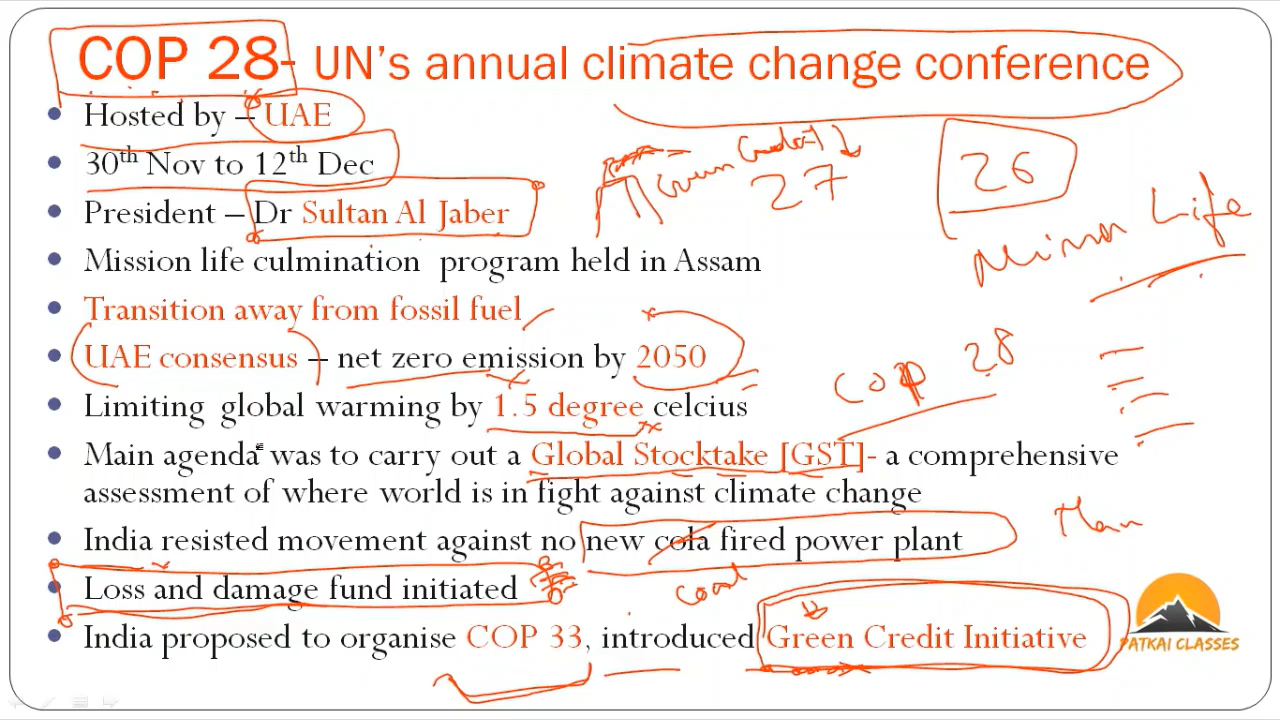 COP 28- UN's annual climate change conference
Hosted by – UAE
30th Nov to 12th Dec
President – Dr Sultan Al Jaber
Green Credit
27
26
Mission Life
Mission life culmination program held in Assam
Transition away from fossil fuel
UAE consensus – net zero emission by 2050
COP 28
Limiting global warming by 1.5 degree celcius
Main agenda was to carry out a Global Stocktake [GST]- a comprehensive
assessment of where world is in fight against climate change
India resisted movement against no new cola fired power plant
coal
Loss and damage fund initiated
India proposed to organise COP 33, introduced Green Credit Initiative
PATKAI CLASSES